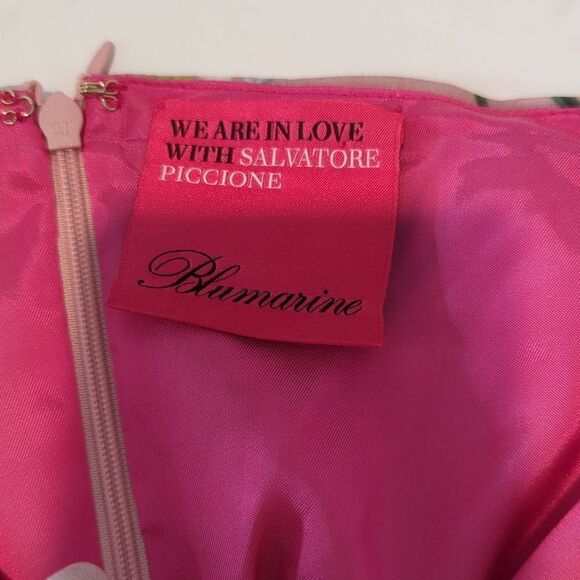 WE ARE IN LOVE
WITH SALVATORE
PICCIONE
Blumarine